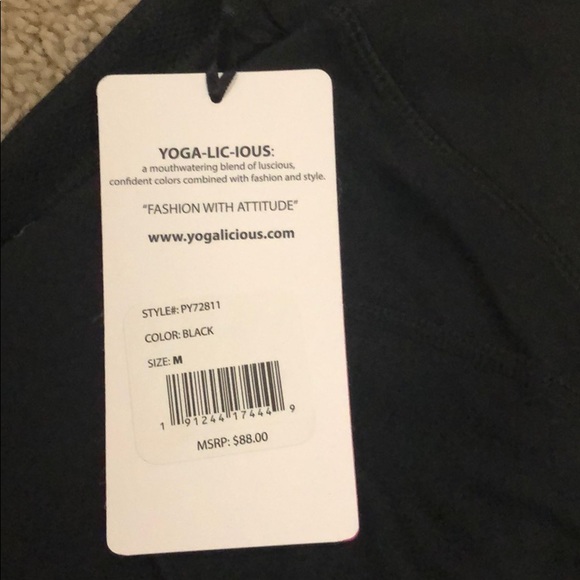 YOGA-LIC-IOUS:
a mouthwatering blend of luscious,
confident colors combined with fashion and style.
"FASHION WITH ATTITUDE"
www.yogalicious.com
STYLE#: PY72811
COLOR: BLACK
SIZE: M
1 91244 17444 9
MSRP: $88.00